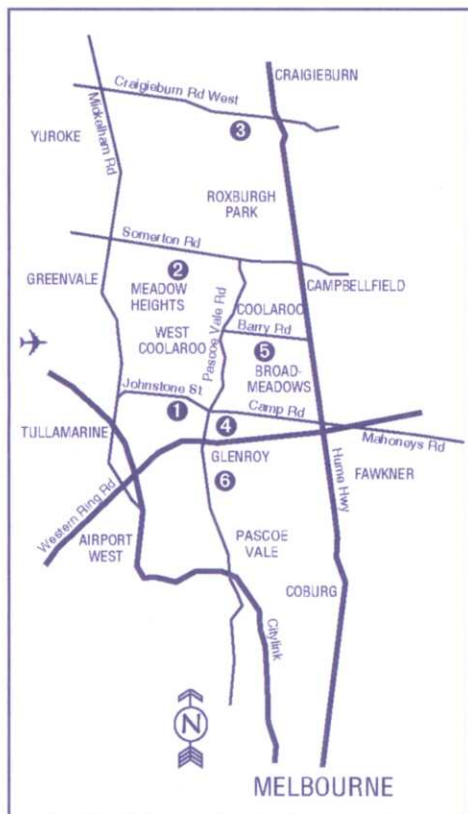 CRAIGIEBURN
Craigieburn Rd West
Mickelham Rd
3
YUROKE
ROXBURGH
PARK
Somerton Rd
2
GREENVALE
MEADOW
HEIGHTS
CAMPBELLFIELD
COOLAROO
Pascoe Vale Rd
WEST
COOLAROO
Barry Rd
5
BROAD-
MEADOWS
Johnstone St
1
Camp Rd
4
TULLAMARINE
Mahoneys Rd
GLENROY
Hume Hwy
FAWKNER
6
Western Ring Rd
AIRPORT
WEST
PASCOE
VALE
COBURG
Citylink
N
MELBOURNE